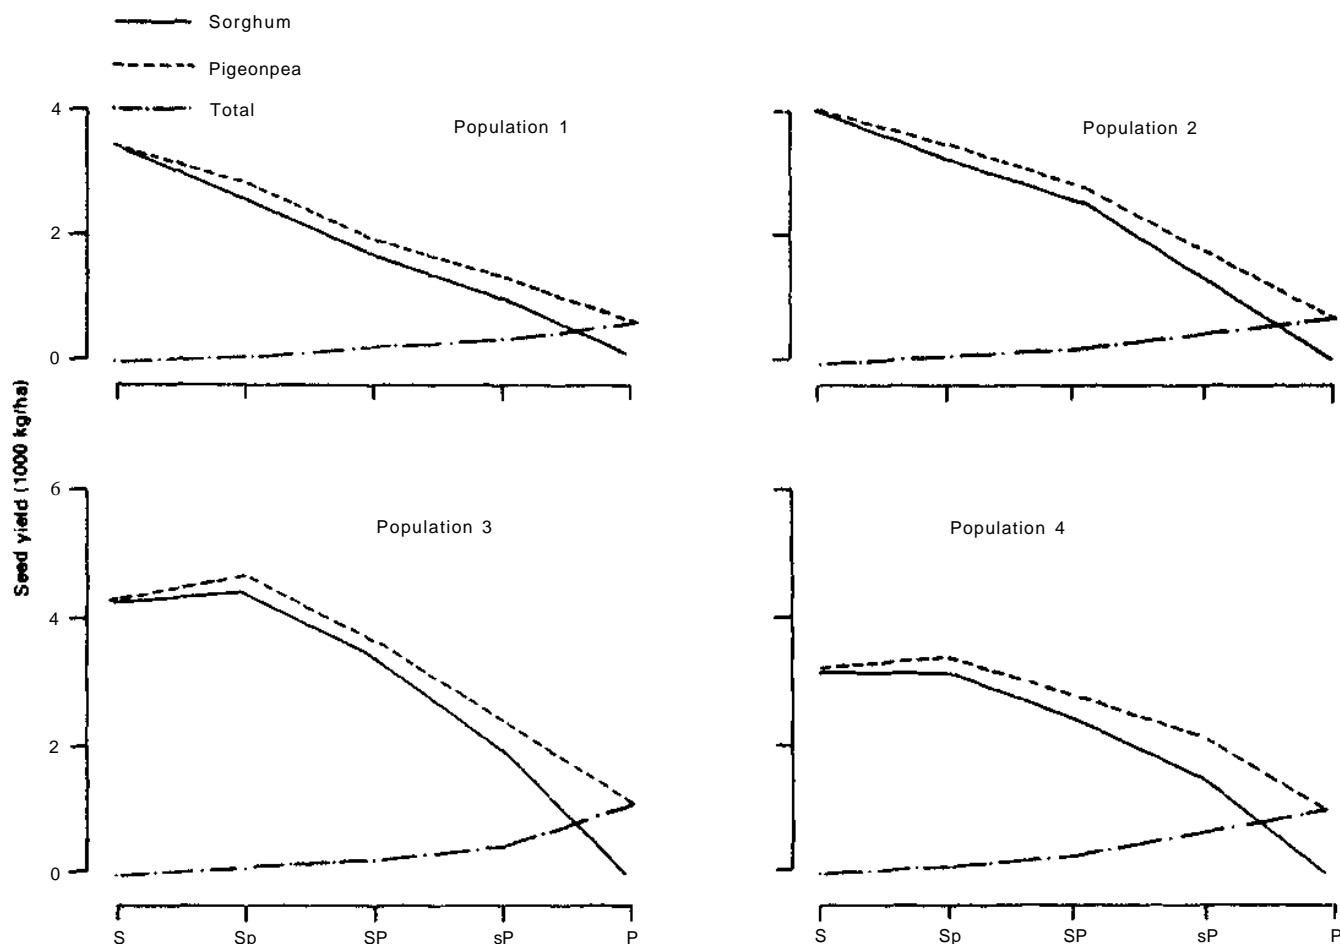 Sorghum
Pigeonpea
Total
4
Population 1
Population 2
2
0
Seed yield (1000 kg/ha)
6
Population 3
Population 4
4
2
0
S Sp SP sP P
S Sp SP sP P